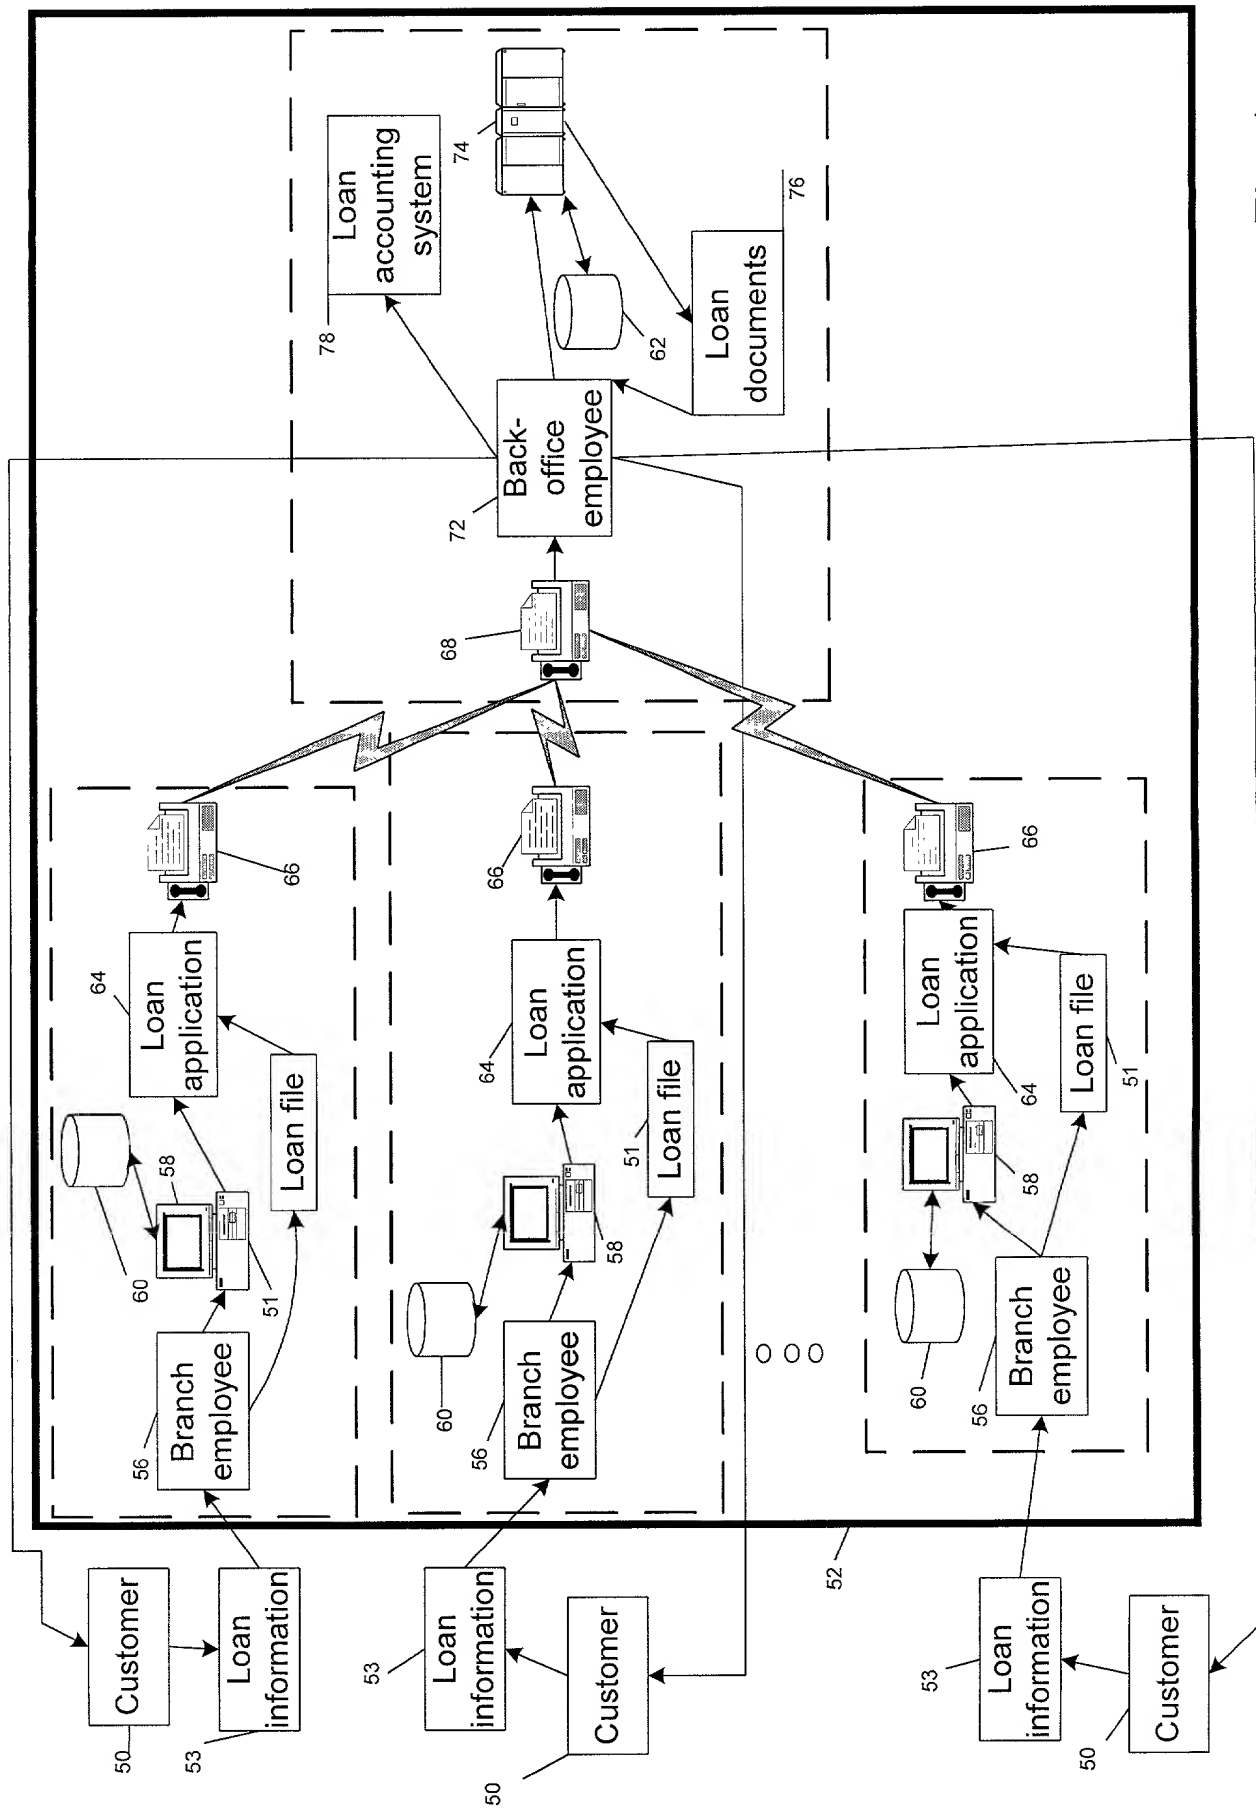 50
Customer
53
Loan
information
56
Branch
employee
60
58
51
Loan file
64
Loan
application
66
53
Loan
information
50
Customer
56
Branch
employee
60
58
51
Loan file
64
Loan
application
66
52
53
Loan
information
50
Customer
56
Branch
employee
60
58
51
Loan file
64
Loan
application
66
68
72
Back-
office
employee
78
Loan
accounting
system
74
62
76
Loan
documents